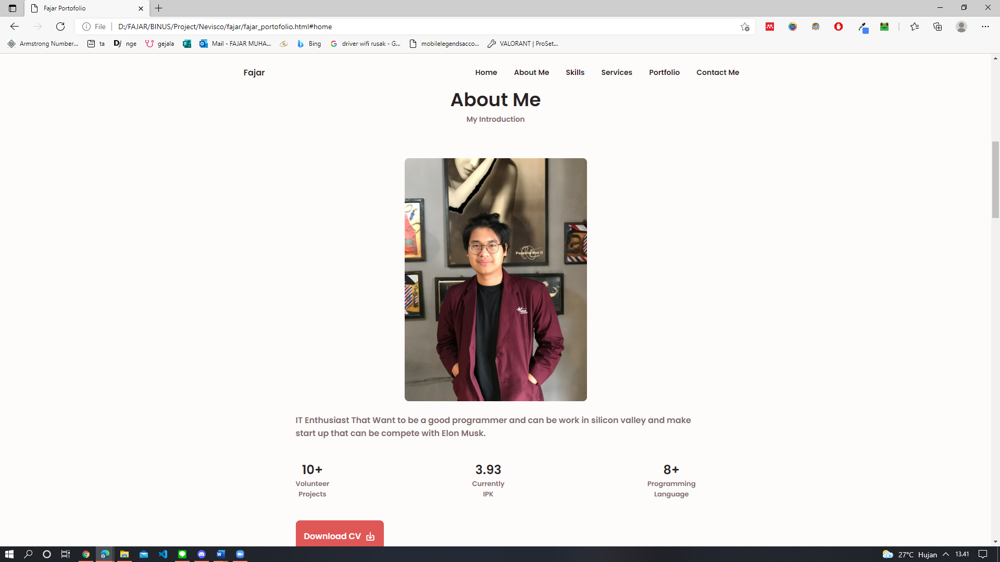 Fajar Portofolio
File
D:/FAJAR/BINUS/Project/Nevisco/fajar/fajar_portofolio.html#home
Armstrong Number...
ta
nge
gejala
Mail - FAJAR MUHA...
Bing
driver wifi rusak - G...
mobilelegendsacco...
VALORANT | ProSet...
Fajar
Home
About Me
Skills
Services
Portfolio
Contact Me
About Me
My Introduction
Parasite Eve II
IT Enthusiast That Want to be a good programmer and can be work in silicon valley and make
start up that can be compete with Elon Musk.
10+
Volunteer
Projects
3.93
Currently
IPK
8+
Programming
Language
Download CV
27°C Hujan
13.41